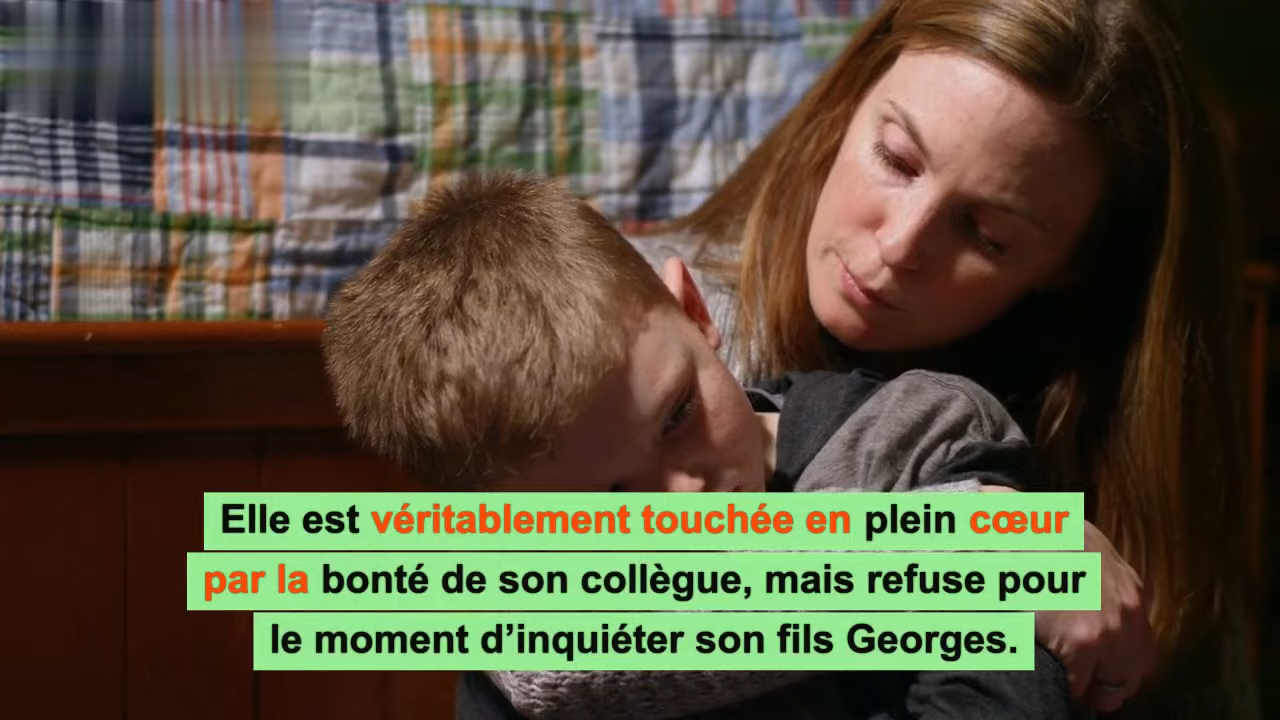 Elle est véritablement touchée en plein cœur
par la bonté de son collègue, mais refuse pour
le moment d’inquiéter son fils Georges.